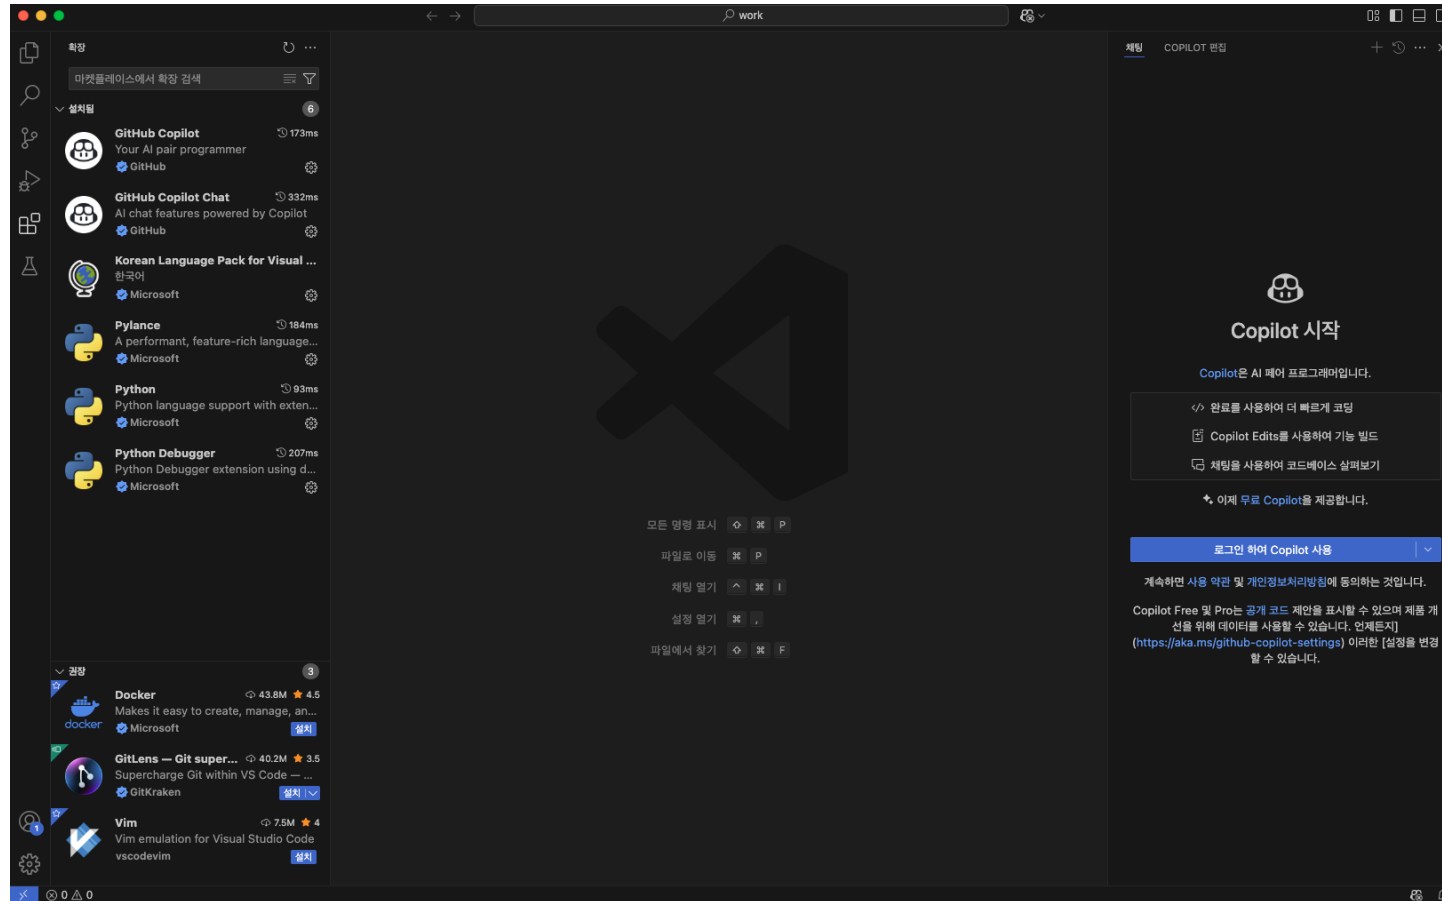 work
확장
마켓플레이스에서 확장 검색
설치됨
6
GitHub Copilot 173ms
Your AI pair programmer
GitHub
GitHub Copilot Chat 332ms
AI chat features powered by Copilot
GitHub
Korean Language Pack for Visual ...
한국어
Microsoft
Pylance 184ms
A performant, feature-rich language...
Microsoft
Python 93ms
Python language support with exten...
Microsoft
Python Debugger 207ms
Python Debugger extension using d...
Microsoft
권장
3
Docker 43.8M 4.5
Makes it easy to create, manage, an...
docker
Microsoft 설치
GitLens — Git super... 40.2M 3.5
Supercharge Git within VS Code — ...
GitKraken 설치
Vim 7.5M 4
Vim emulation for Visual Studio Code
vscodevim 설치
1
0 0
모든 명령 표시 ⇧ ⌘ P
파일로 이동 ⌘ P
채팅 열기 ^ ⌘ I
설정 열기 ⌘ ,
파일에서 찾기 ⇧ ⌘ F
채팅 COPILOT 편집
Copilot 시작
Copilot은 AI 페어 프로그래머입니다.
완료를 사용하여 더 빠르게 코딩
Copilot Edits를 사용하여 기능 빌드
채팅을 사용하여 코드베이스 살펴보기
이제 무료 Copilot을 제공합니다.
로그인 하여 Copilot 사용
계속하면 사용 약관 및 개인정보처리방침에 동의하는 것입니다.
Copilot Free 및 Pro는 공개 코드 제안을 표시할 수 있으며 제품 개
선을 위해 데이터를 사용할 수 있습니다. 언제든지]
(https://aka.ms/github-copilot-settings) 이러한 [설정을 변경
할 수 있습니다.